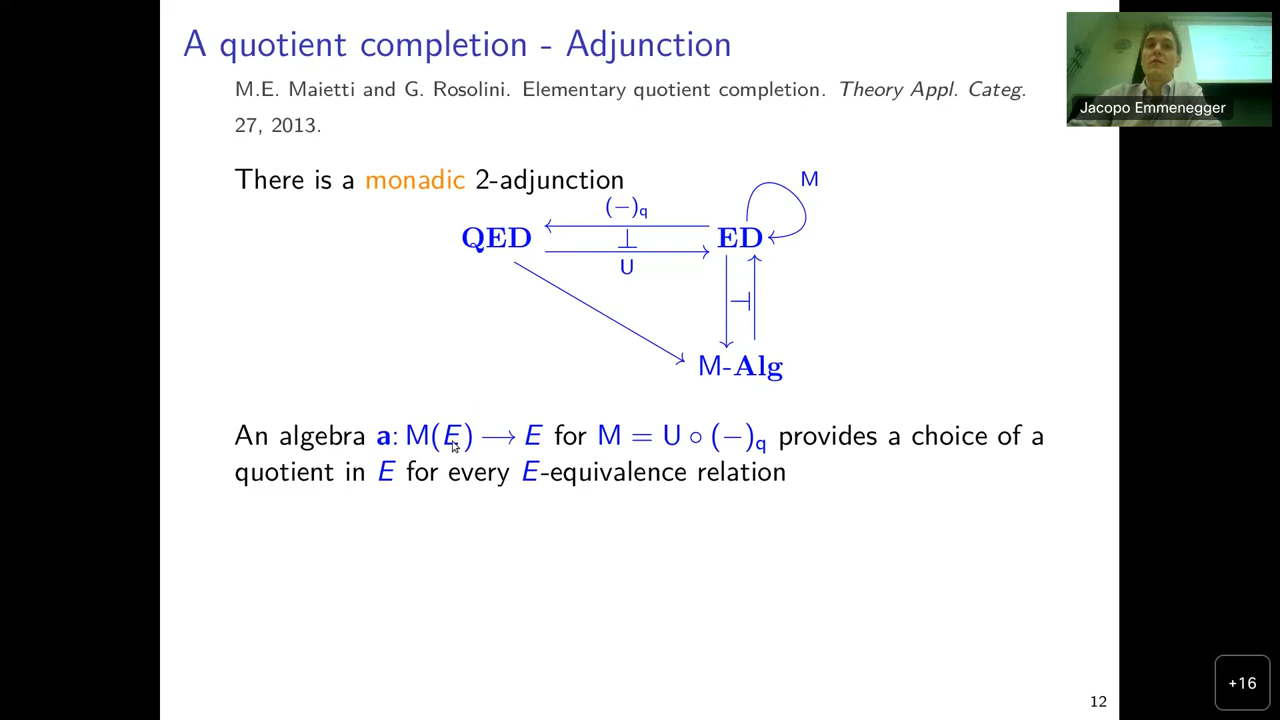 A quotient completion - Adjunction
M.E. Maietti and G. Rosolini. Elementary quotient completion. Theory Appl. Categ.
27, 2013.
Jacopo Emmenegger
There is a monadic 2-adjunction
M
(−)q
QED ⊥ ED
U
⊣
M-Alg
An algebra a: M(E) ⟶ E for M = U ∘ (−)q provides a choice of a
quotient in E for every E-equivalence relation
+16
12